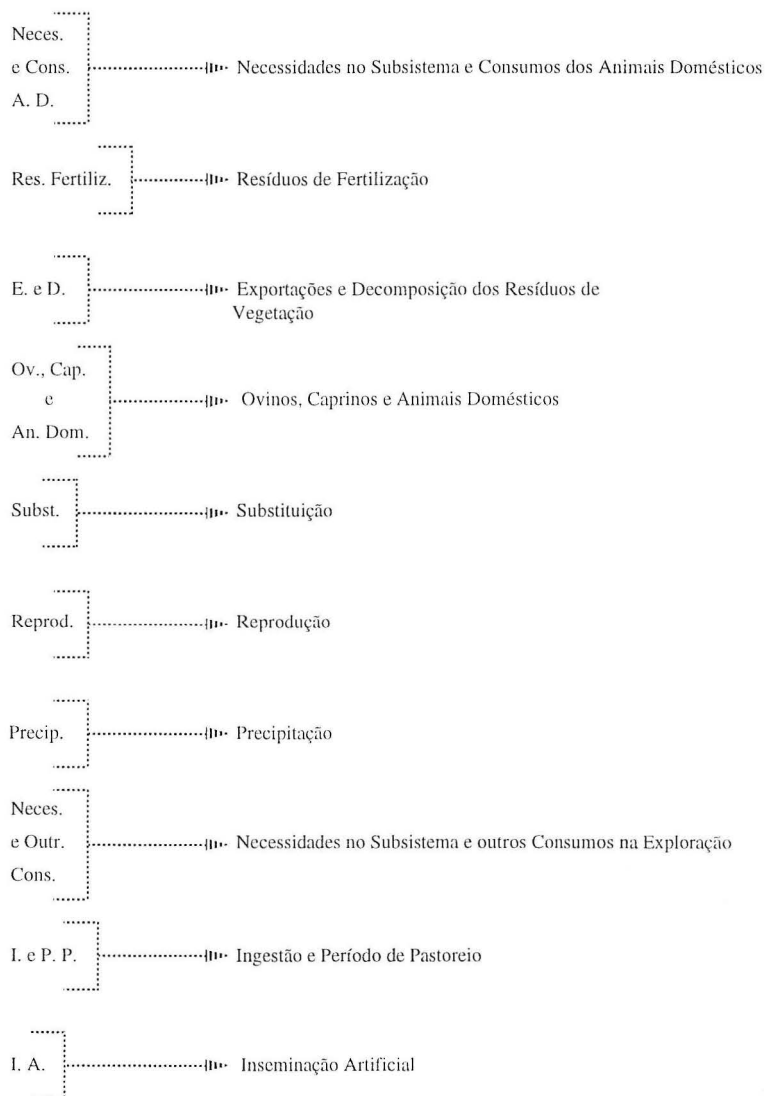 Neces.
e Cons.
A. D.
Necessidades no Subsistema e Consumos dos Animais Domésticos
Res. Fertiliz.
Resíduos de Fertilização
E. e D.
Exportações e Decomposição dos Resíduos de
Vegetação
Ov., Cap.
e
An. Dom.
Ovinos, Caprinos e Animais Domésticos
Subst.
Substituição
Reprod.
Reprodução
Precip.
Precipitação
Neces.
e Outr.
Cons.
Necessidades no Subsistema e outros Consumos na Exploração
I. e P. P.
Ingestão e Período de Pastoreio
I. A.
Inseminação Artificial